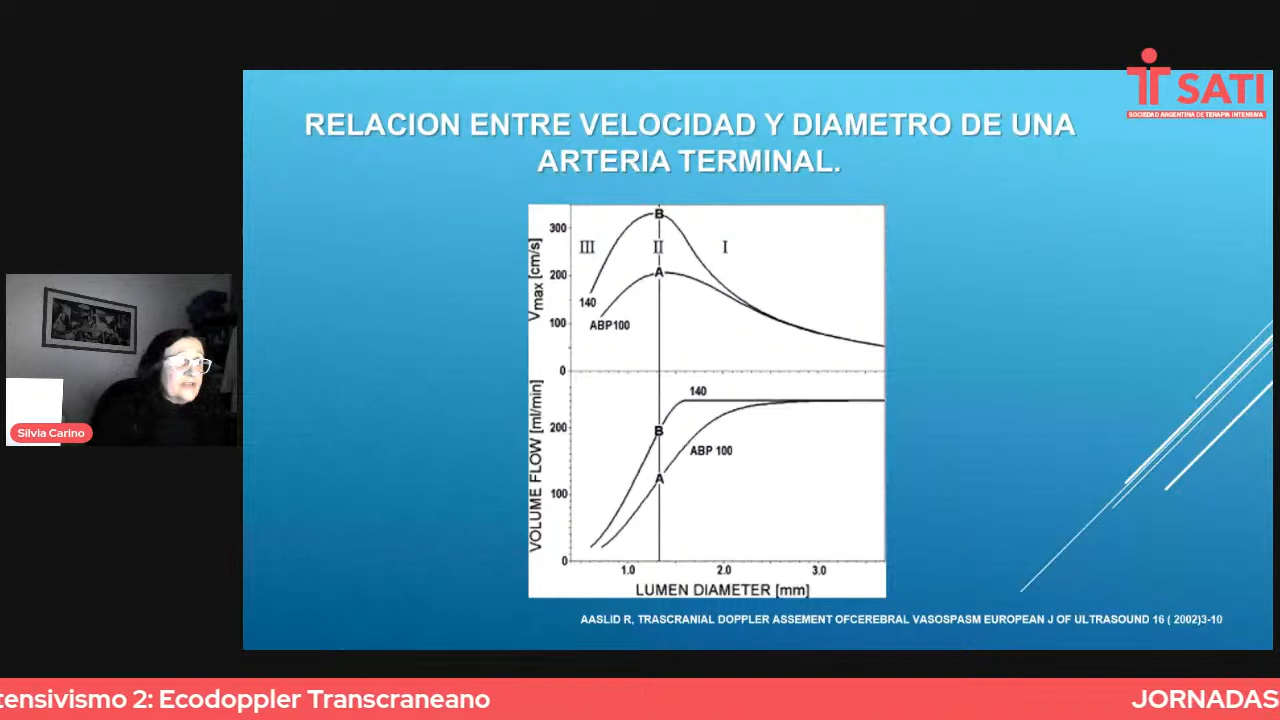 SATI
SOCIEDAD ARGENTINA DE TERAPIA INTENSIVA
RELACION ENTRE VELOCIDAD Y DIAMETRO DE UNA
ARTERIA TERMINAL.
Vmax [cm/s]
300
200
100
0
III
II
I
B
A
140
ABP100
VOLUME FLOW [ml/min]
200
100
0
140
B
ABP 100
A
1.0
2.0
3.0
LUMEN DIAMETER [mm]
AASLID R, TRASCRANIAL DOPPLER ASSEMENT OFCEREBRAL VASOSPASM EUROPEAN J OF ULTRASOUND 16 ( 2002)3-10
Silvia Carino
tensivismo 2: Ecodoppler Transcraneano
JORNADAS